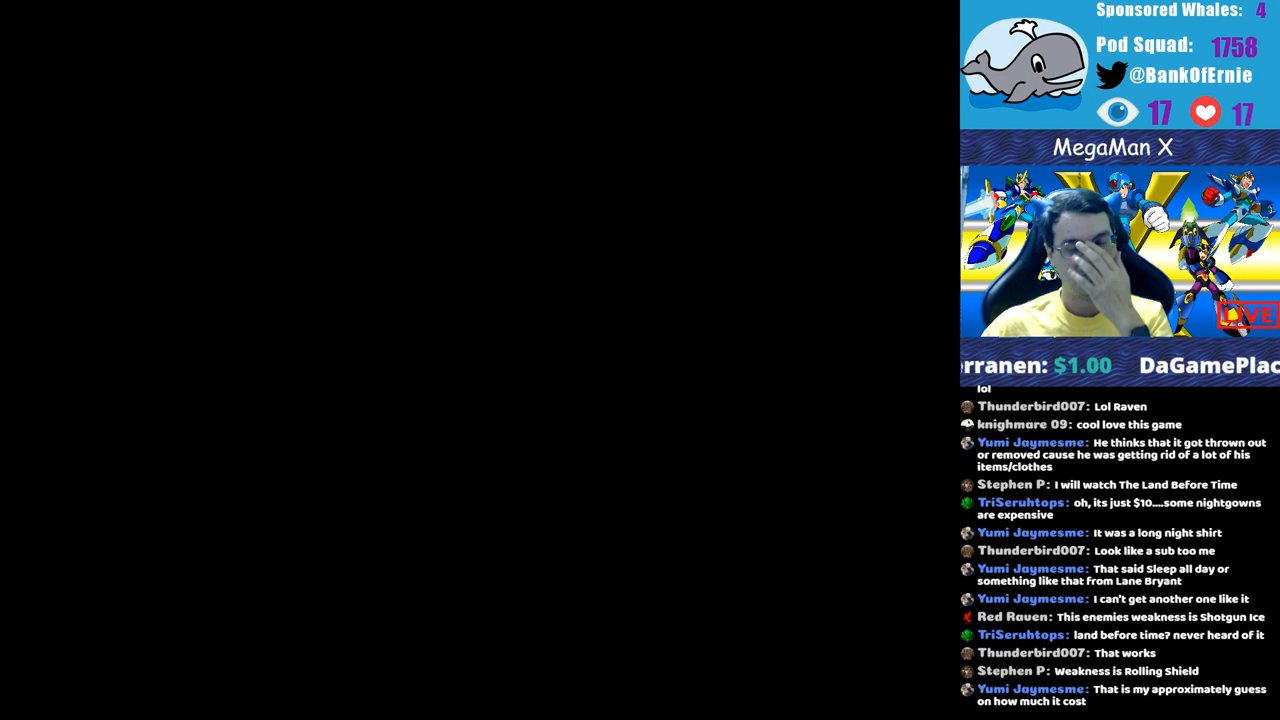 Sponsored Whales: 4
Pod Squad: 1758
@BankOfErnie
17 17
MegaMan X
LIVE
erranen: $1.00 DaGamePlac
lol
Thunderbird007: Lol Raven
knighmare 09: cool love this game
Yumi Jaymesme: He thinks that it got thrown out
or removed cause he was getting rid of a lot of his
items/clothes
Stephen P: I will watch The Land Before Time
TriSeruhtops: oh, its just $10....some nightgowns
are expensive
Yumi Jaymesme: It was a long night shirt
Thunderbird007: Look like a sub too me
Yumi Jaymesme: That said Sleep all day or
something like that from Lane Bryant
Yumi Jaymesme: I can't get another one like it
Red Raven: This enemies weakness is Shotgun Ice
TriSeruhtops: land before time? never heard of it
Thunderbird007: That works
Stephen P: Weakness is Rolling Shield
Yumi Jaymesme: That is my approximately guess
on how much it cost